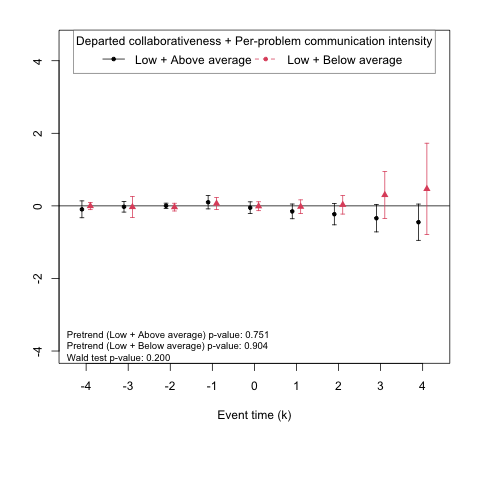 Departed collaborativeness + Per-problem communication intensity
Low + Above average Low + Below average
4
2
0
-2
-4
Pretrend (Low + Above average) p-value: 0.751
Pretrend (Low + Below average) p-value: 0.904
Wald test p-value: 0.200
-4 -3 -2 -1 0 1 2 3 4
Event time (k)